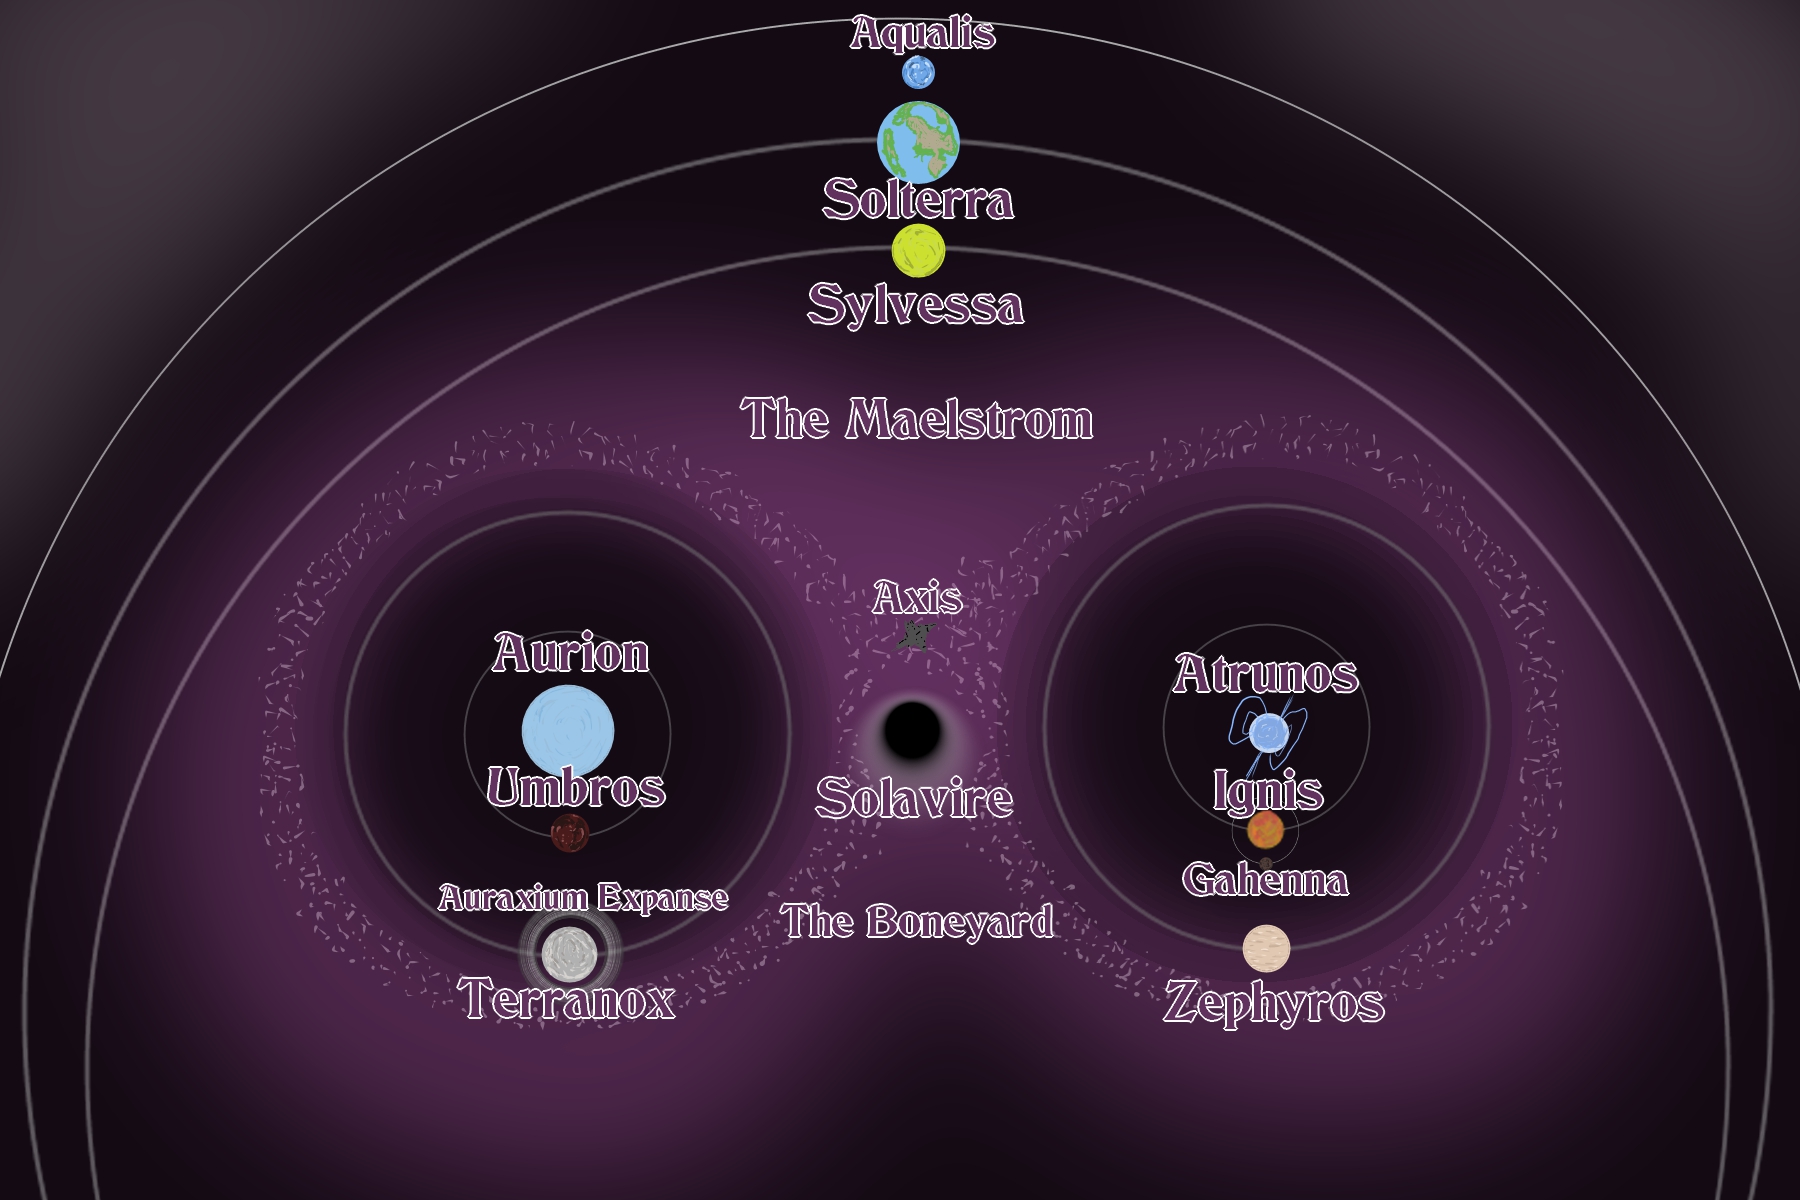 Aqualis
Solterra
Sylvessa
The Maelstrom
Axis
Aurion
Atrunos
Umbros
Solavire
Ignis
Auraxium Expanse
The Boneyard
Gahenna
Terranox
Zephyros